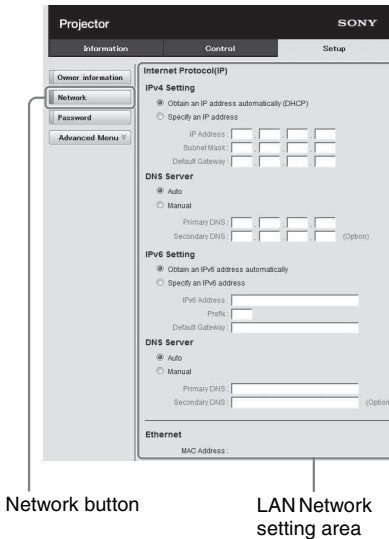 Projector
SONY
Information
Control
Setup
Owner information
Network
Password
Advanced Menu
Internet Protocol(IP)
IPv4 Setting
Obtain an IP address automatically (DHCP)
Specify an IP address
IP Address :
Subnet Mask :
Default Gateway :
DNS Server
Auto
Manual
Primary DNS :
Secondary DNS : (Option)
IPv6 Setting
Obtain an IPv6 address automatically
Specify an IPv6 address
IPv6 Address :
Prefix :
Default Gateway :
DNS Server
Auto
Manual
Primary DNS :
Secondary DNS : (Option
Ethernet
MAC Address :
Network button
LAN Network
setting area